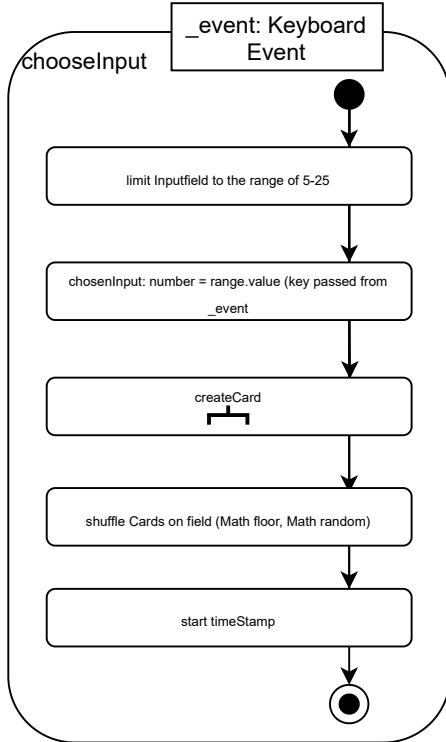 _event: Keyboard
Event
chooseInput
limit Inputfield to the range of 5-25
chosenInput: number = range.value (key passed from
_event
createCard
shuffle Cards on field (Math floor, Math random)
start timeStamp